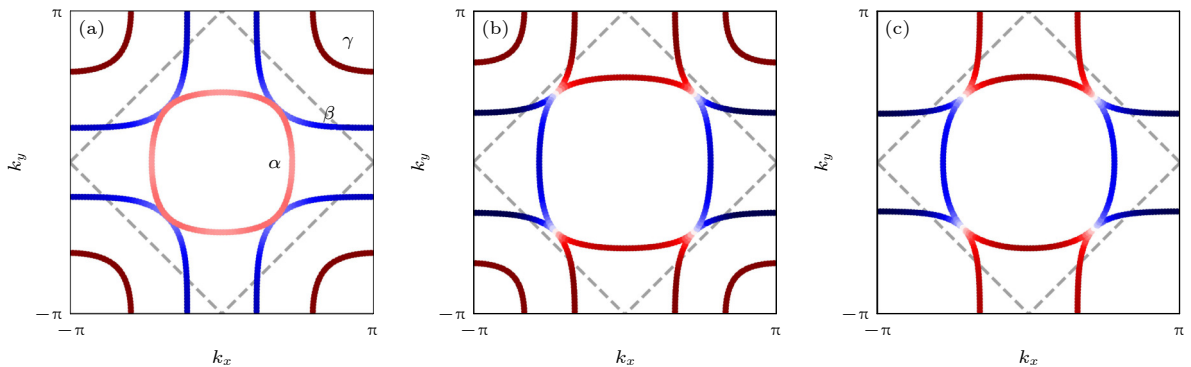 (a) (b) (c)
π π π
γ
β
α
k_y k_y k_y
−π −π −π
−π π −π π −π π
k_x k_x k_x